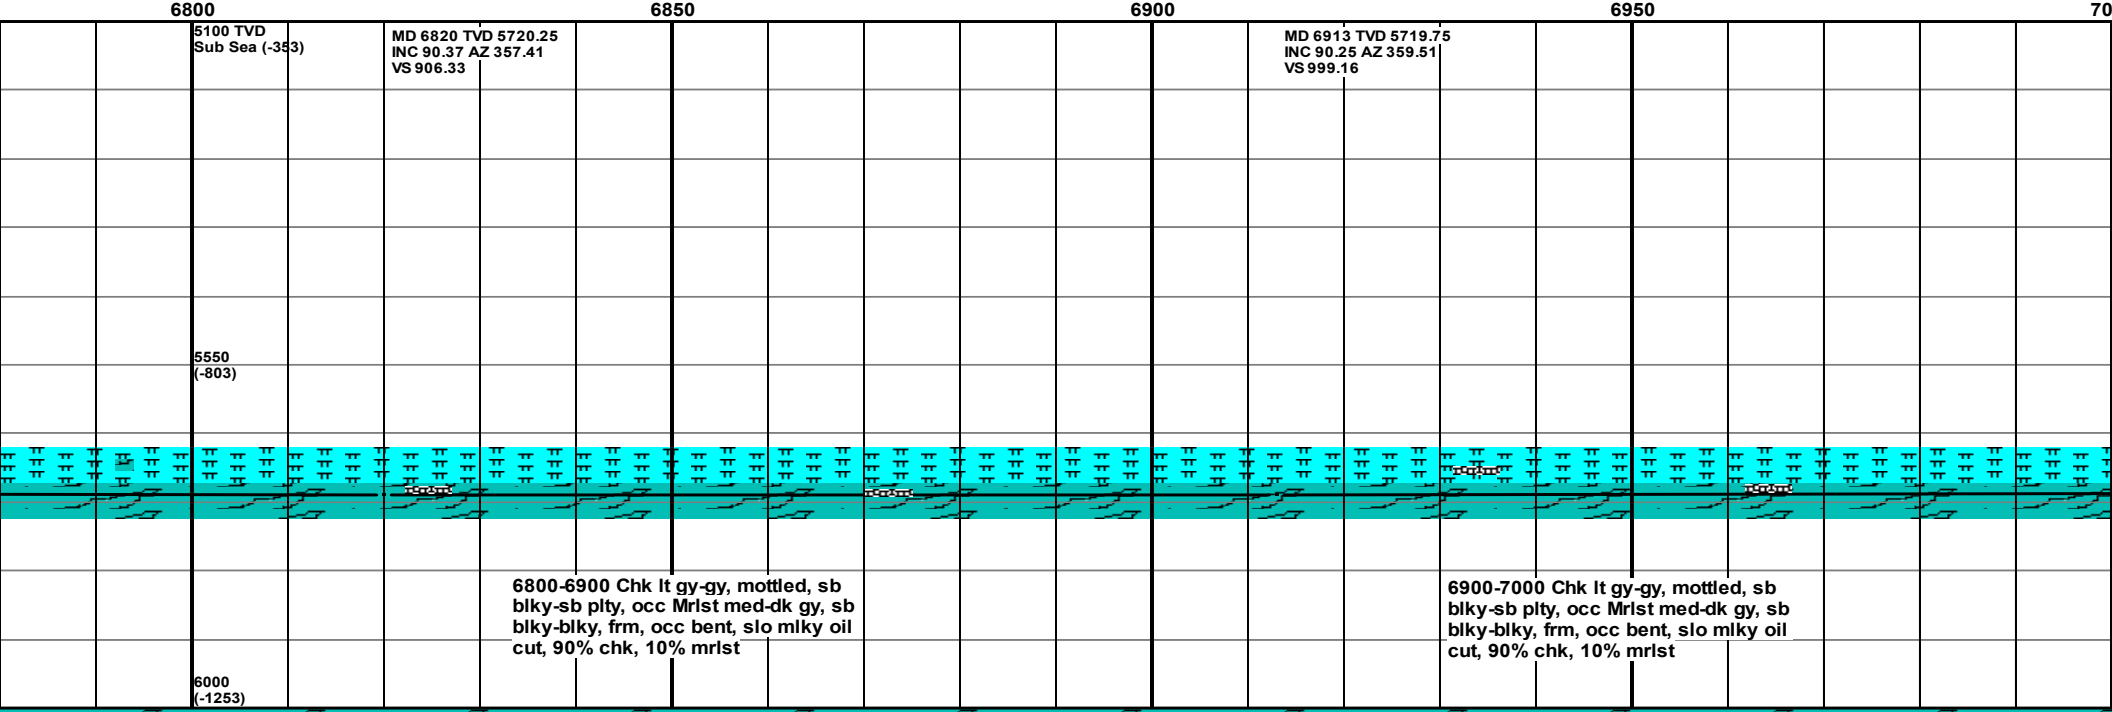 6800 6850 6900 6950 70
5100 TVD
Sub Sea (-353)
MD 6820 TVD 5720.25
INC 90.37 AZ 357.41
VS 906.33
MD 6913 TVD 5719.75
INC 90.25 AZ 359.51
VS 999.16
5550
(-803)
6800-6900 Chk lt gy-gy, mottled, sb
blky-sb plty, occ Mrlst med-dk gy, sb
blky-blky, frm, occ bent, slo mlky oil
cut, 90% chk, 10% mrlst
6900-7000 Chk lt gy-gy, mottled, sb
blky-sb plty, occ Mrlst med-dk gy, sb
blky-blky, frm, occ bent, slo mlky oil
cut, 90% chk, 10% mrlst
6000
(-1253)